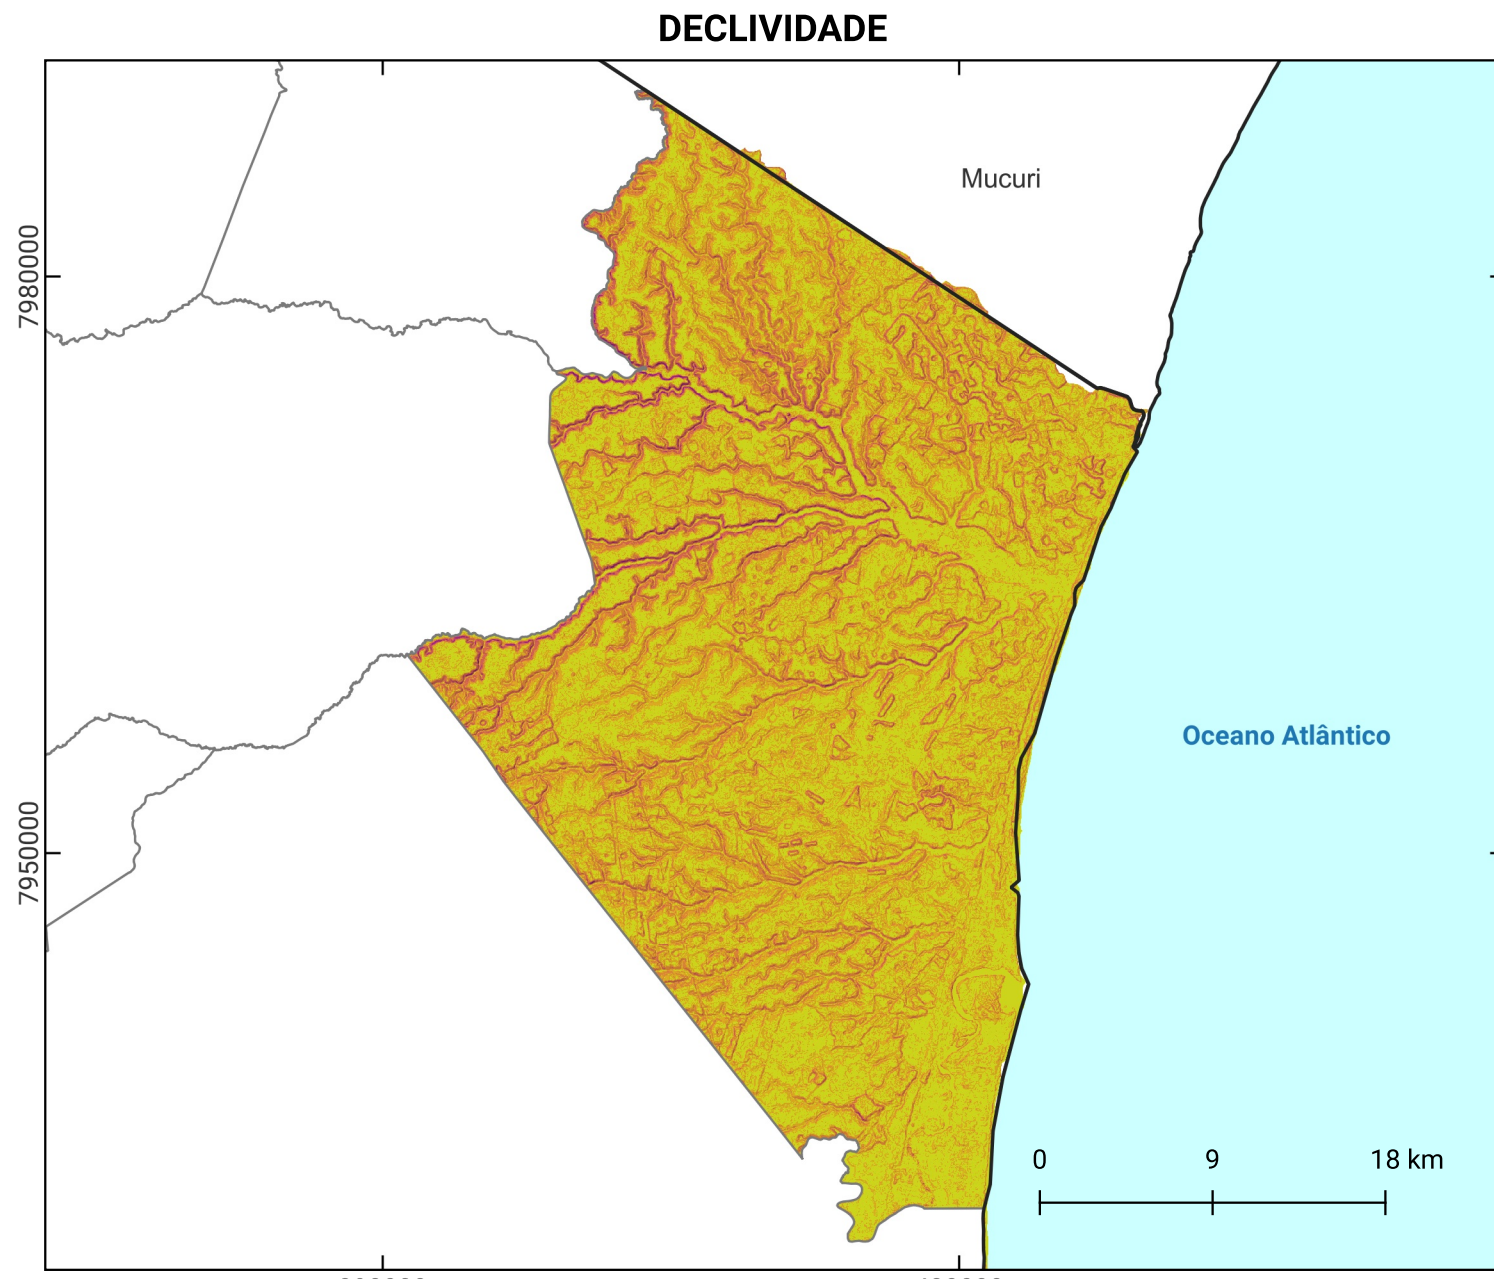 DECLIVIDADE
Mucuri
7980000
Oceano Atlântico
7950000
0 9 18 km